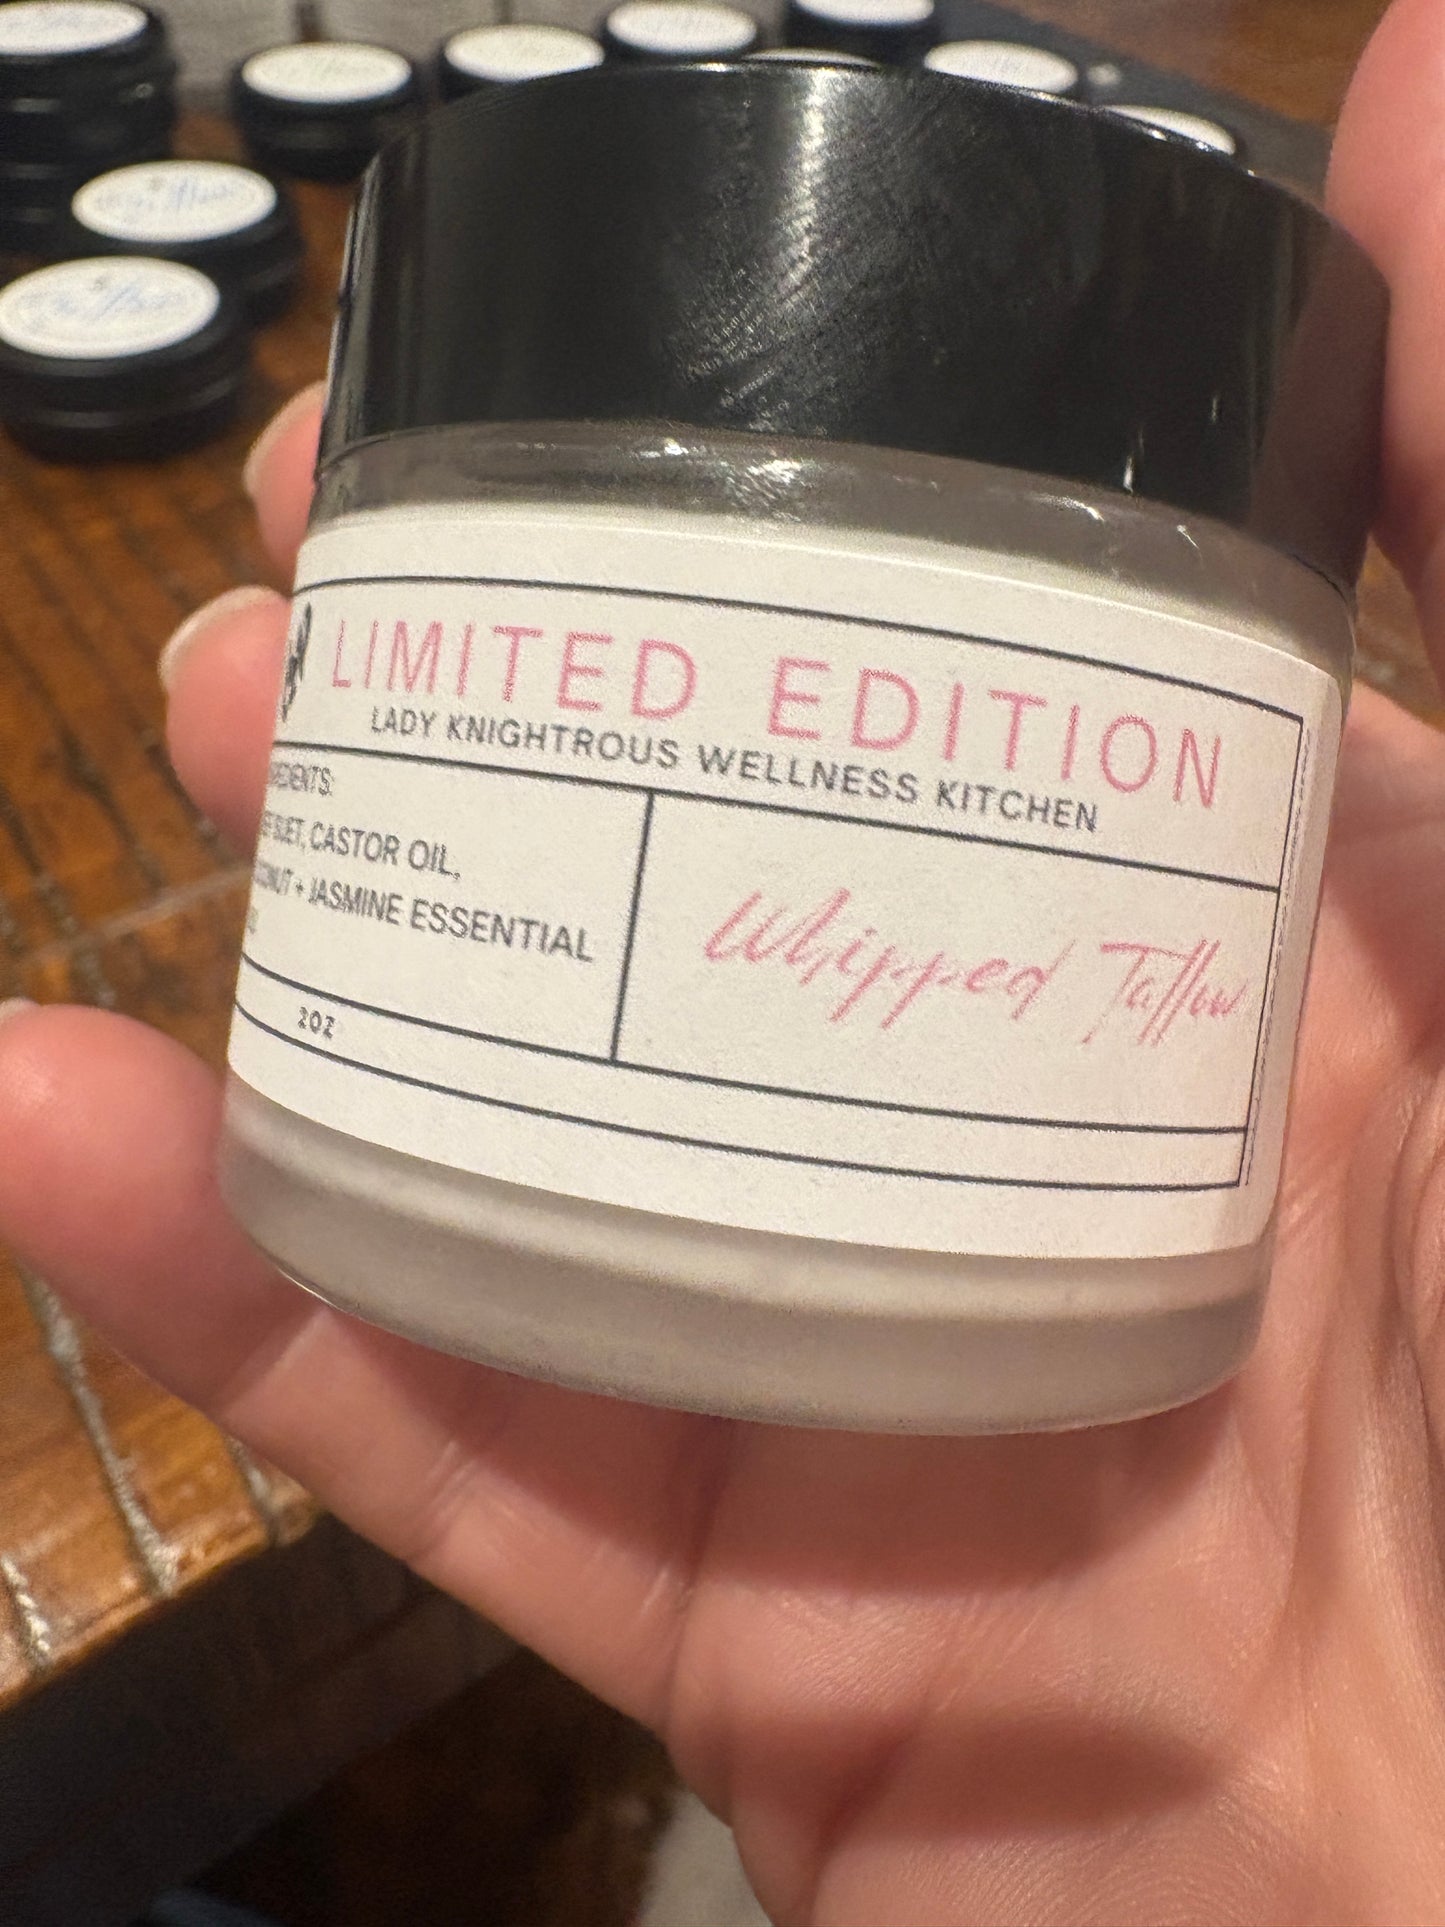 LIMITED EDITION
LADY KNIGHTROUS WELLNESS KITCHEN
SUET, CASTOR OIL,
+ JASMINE ESSENTIAL
2OZ
Whipped Tallow